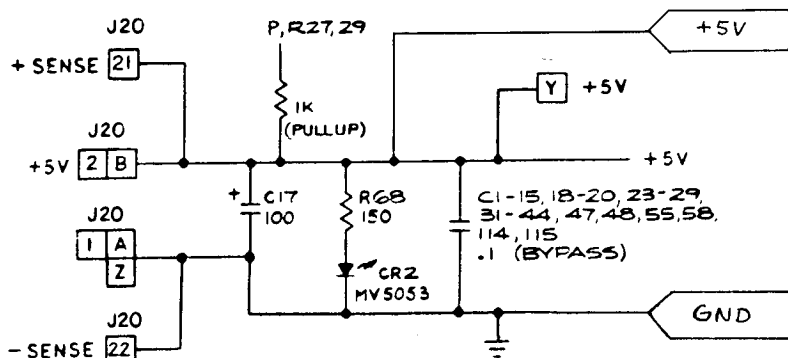 J20
+ SENSE 21
P, R27, 29
+5V
1K
(PULLUP)
Y +5V
J20
+5V 2 B
+5V
+ C17
100
R68
150
C1-15, 18-20, 23-29,
31-44, 47, 48, 55, 58,
114, 115
.1 (BYPASS)
J20
1 A
Z
CR2
MV5053
J20
- SENSE 22
GND